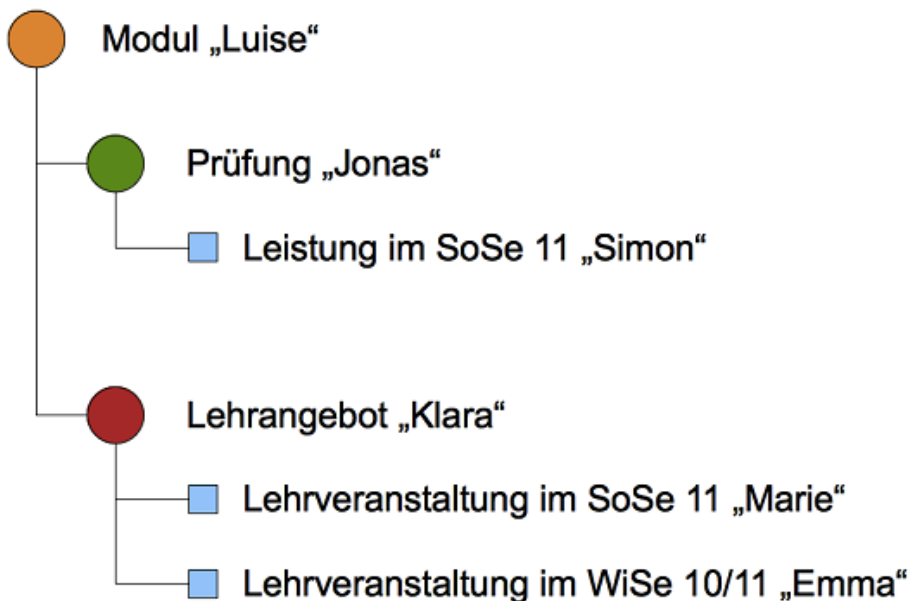 Modul „Luise“
Prüfung „Jonas“
Leistung im SoSe 11 „Simon“
Lehrangebot „Klara“
Lehrveranstaltung im SoSe 11 „Marie“
Lehrveranstaltung im WiSe 10/11 „Emma“